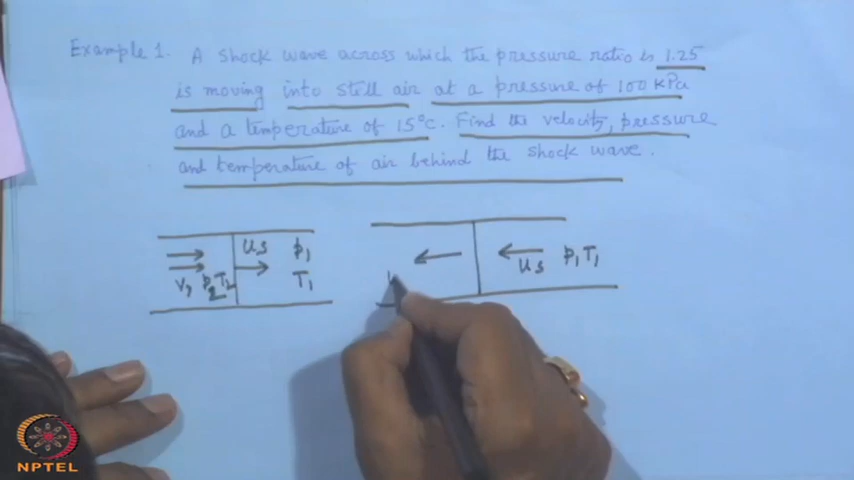 Example 1. A shock wave across which the pressure ratio is 1.25
is moving into still air at a pressure of 100 kPa
and a temperature of 15°C. Find the velocity, pressure
and temperature of air behind the shock wave.
Us p1
T1
V, p2 T2
Us p1 T1
NPTEL